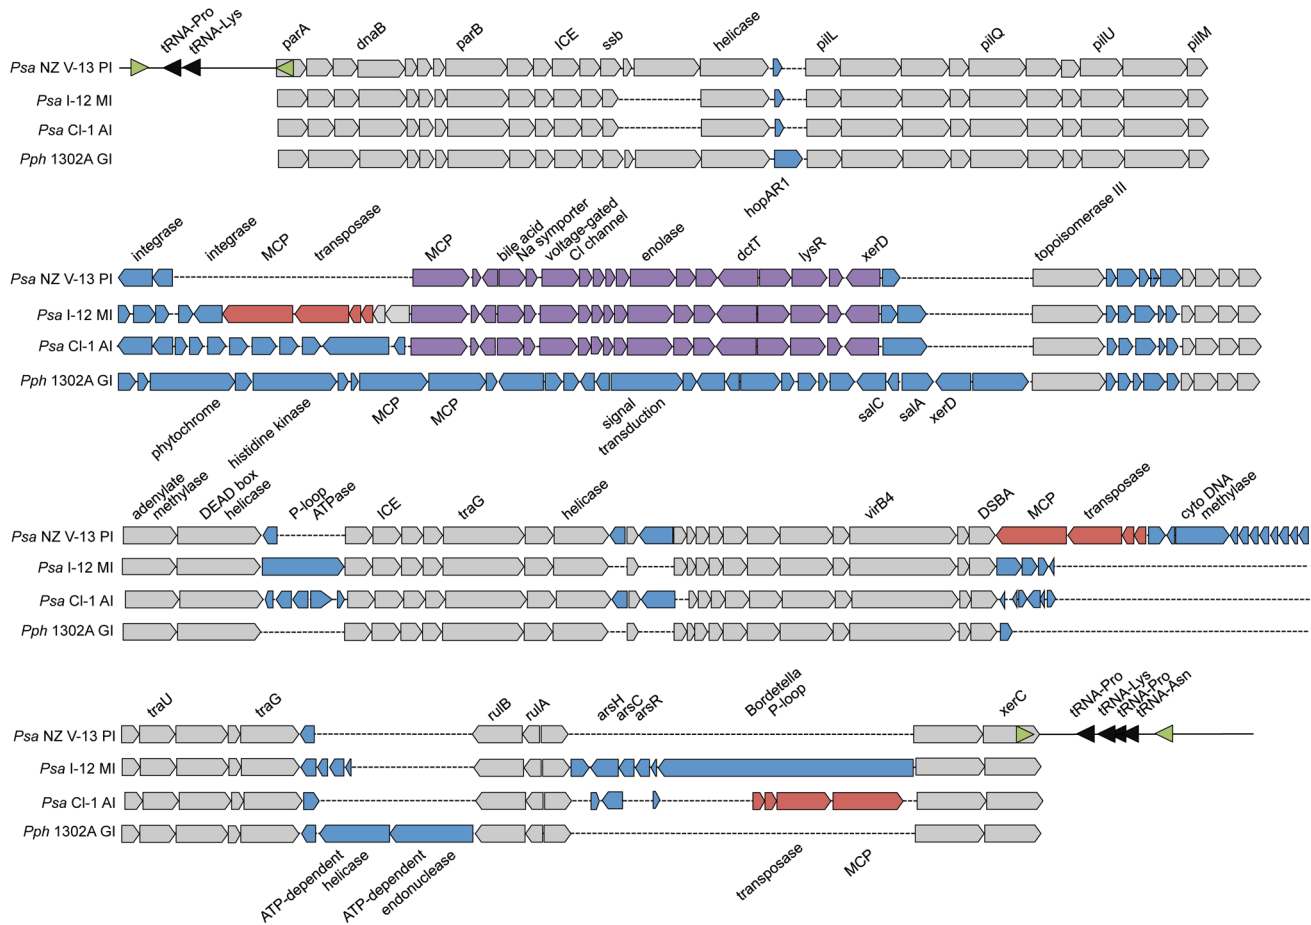 tRNA-Pro
tRNA-Lys
parA
dnaB
parB
ICE
ssb
helicase
pilL
pilQ
pilU
pilM
Psa NZ V-13 PI
Psa I-12 MI
Psa Cl-1 AI
Pph 1302A GI
hopAR1
integrase
integrase
MCP
transposase
MCP
bile acid
Na symporter
voltage-gated
Cl channel
enolase
dctT
lysR
xerD
topoisomerase III
Psa NZ V-13 PI
Psa I-12 MI
Psa Cl-1 AI
Pph 1302A GI
phytochrome
histidine kinase
MCP
MCP
signal
transduction
salC
salA
xerD
adenylate
methylase
DEAD box
helicase
P-loop
ATPase
ICE
traG
helicase
virB4
DSBA
MCP
transposase
cyto DNA
methylase
Psa NZ V-13 PI
Psa I-12 MI
Psa Cl-1 AI
Pph 1302A GI
traU
traG
rulB
rulA
arsH
arsC
arsR
Bordetella
P-loop
xerC
tRNA-Pro
tRNA-Lys
tRNA-Pro
tRNA-Asn
Psa NZ V-13 PI
Psa I-12 MI
Psa Cl-1 AI
Pph 1302A GI
ATP-dependent
helicase
ATP-dependent
endonuclease
transposase
MCP